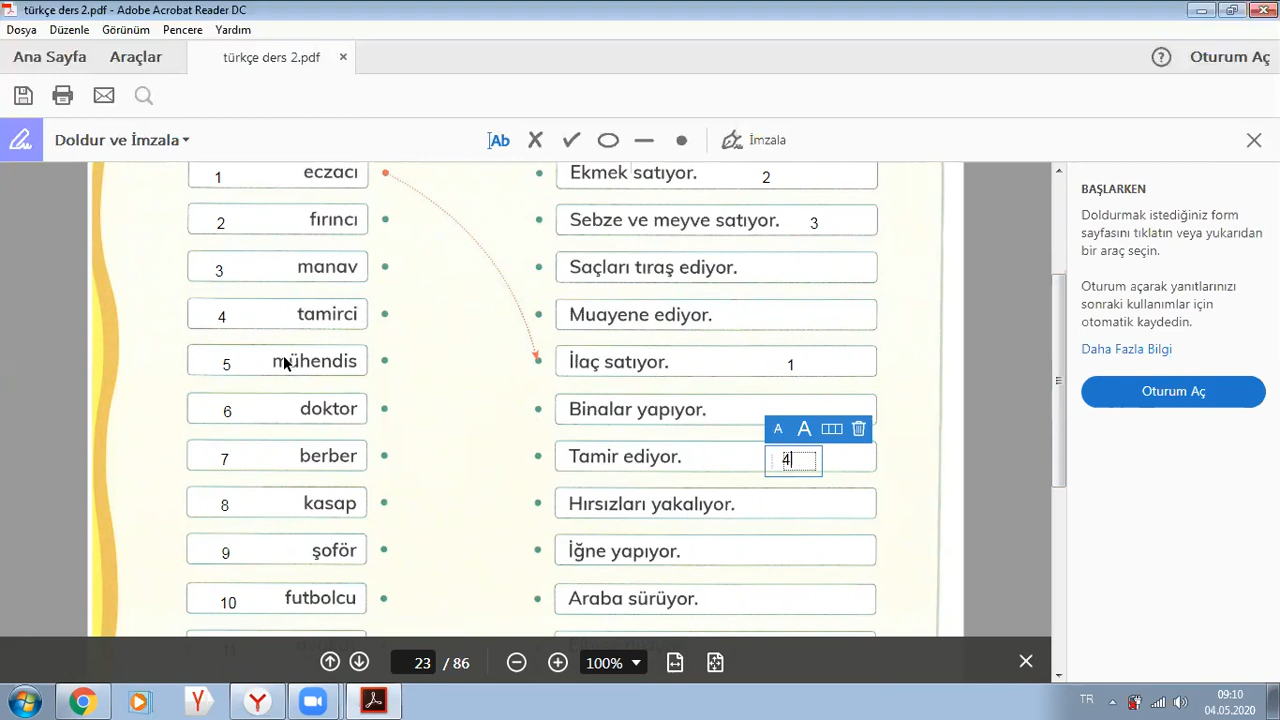 türkçe ders 2.pdf - Adobe Acrobat Reader DC
Dosya Düzenle Görünüm Pencere Yardım
Ana Sayfa Araçlar türkçe ders 2.pdf × ? Oturum Aç
Doldur ve İmzala Ab İmzala
1 eczacı Ekmek satıyor. 2
2 fırıncı Sebze ve meyve satıyor. 3
3 manav Saçları tıraş ediyor.
4 tamirci Muayene ediyor.
5 mühendis İlaç satıyor. 1
6 doktor Binalar yapıyor.
A A
7 berber Tamir ediyor. 4
8 kasap Hırsızları yakalıyor.
9 şoför İğne yapıyor.
10 futbolcu Araba sürüyor.
11
BAŞLARKEN
Doldurmak istediğiniz form
sayfasını tıklatın veya yukarıdan
bir araç seçin.
Oturum açarak yanıtlarınızı
sonraki kullanımlar için
otomatik kaydedin.
Daha Fazla Bilgi
Oturum Aç
23 / 86 100%
TR 09:10
04.05.2020